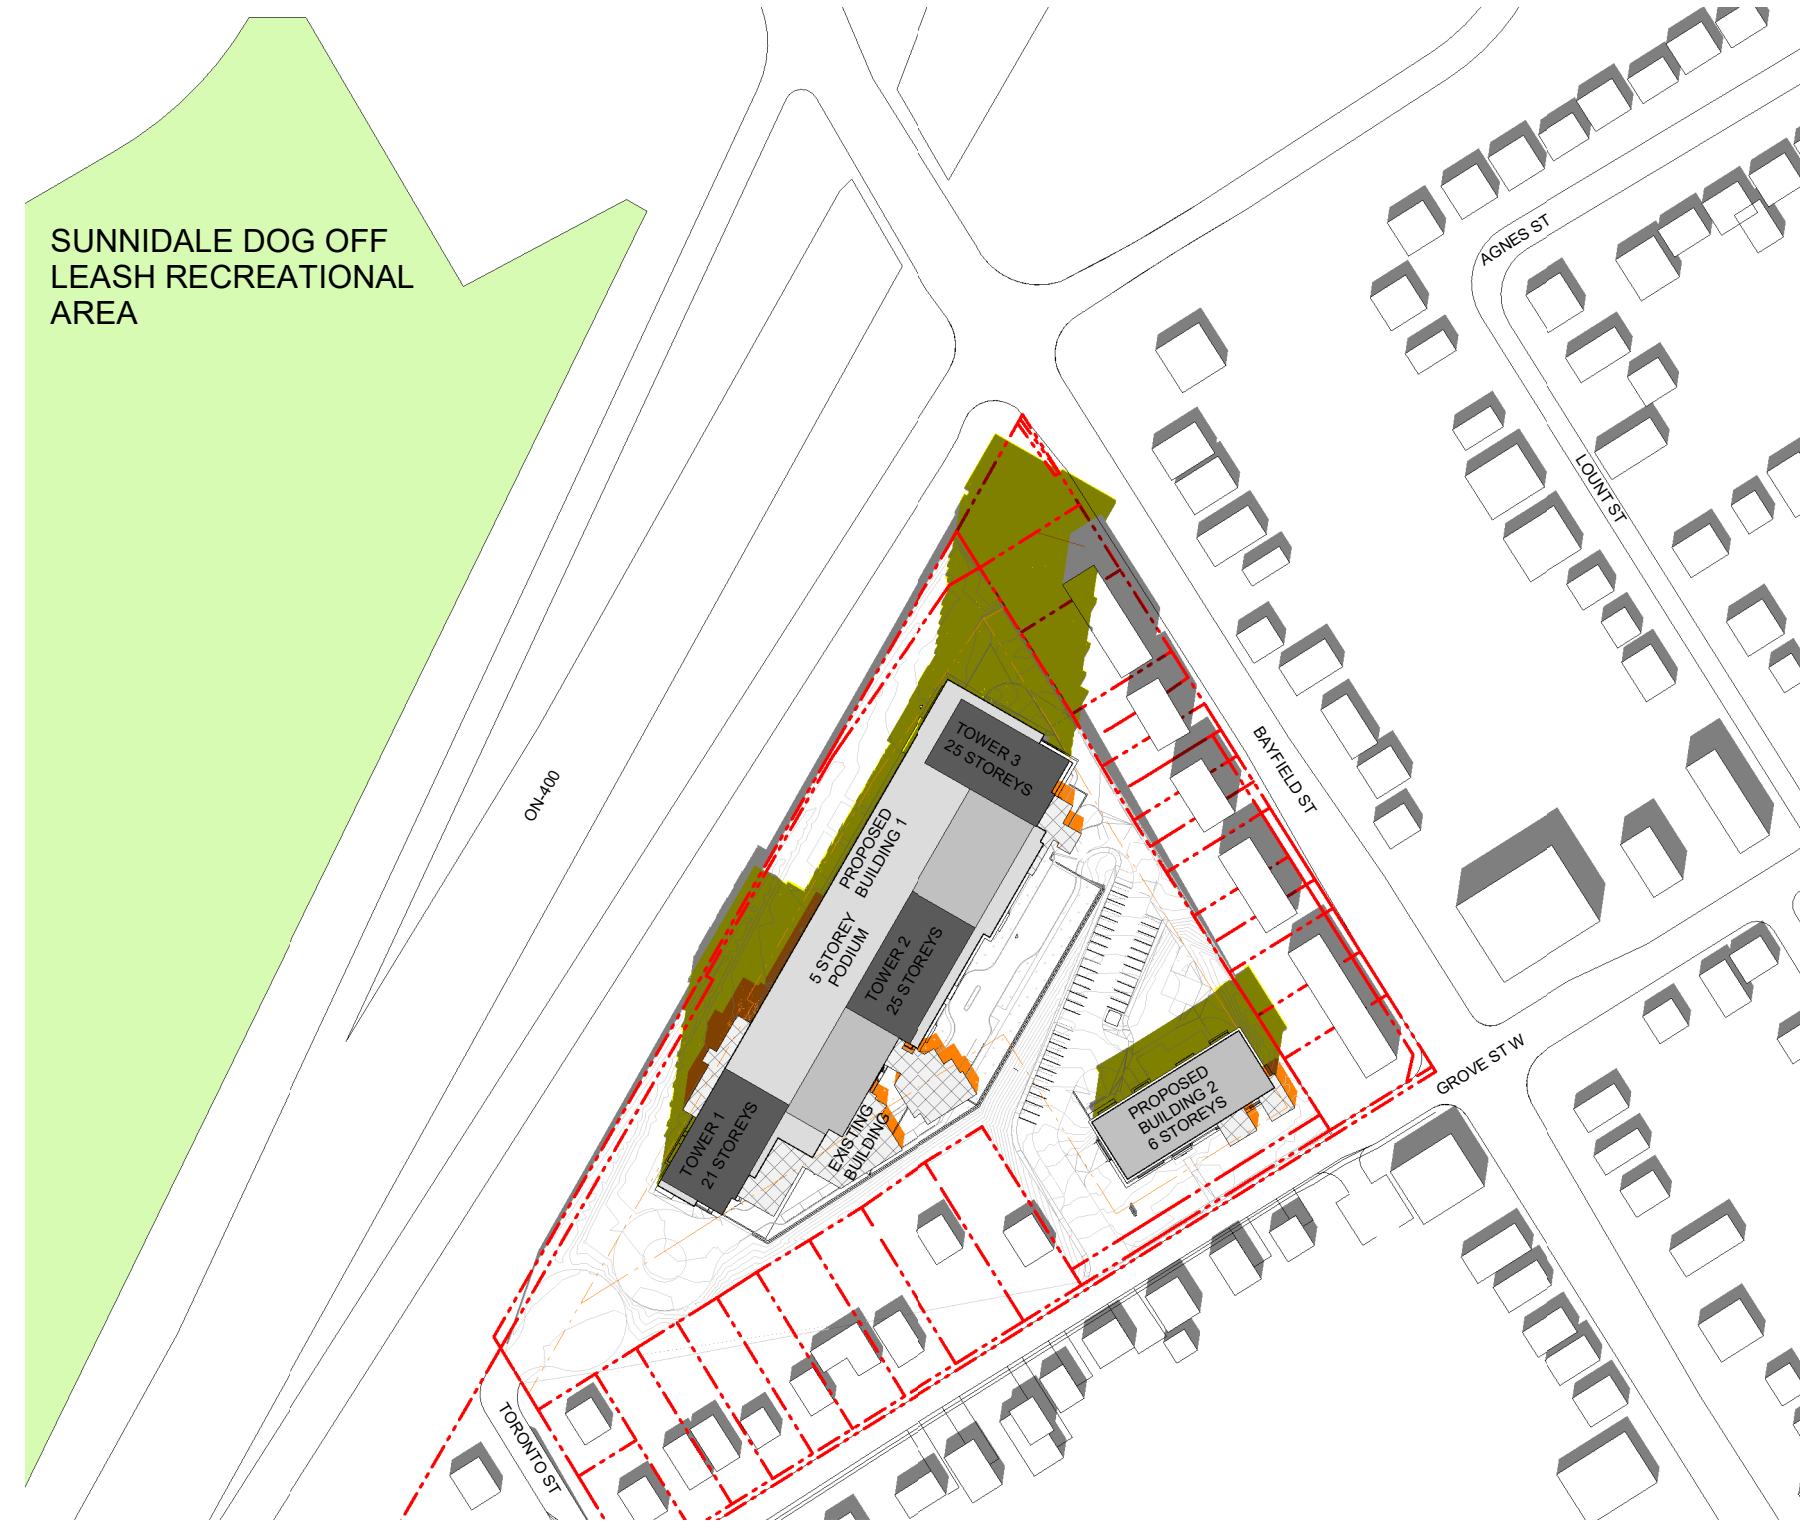 SUNNIDALE DOG OFF
LEASH RECREATIONAL
AREA
AGNES ST
LOUNT ST
BAYFIELD ST
ON-400
TOWER 3
25 STOREYS
PROPOSED
BUILDING 1
5 STOREY
PODIUM
TOWER 2
25 STOREYS
TOWER 1
21 STOREYS
EXISTING
BUILDING
PROPOSED
BUILDING 2
6 STOREYS
GROVE ST W
TORONTO ST